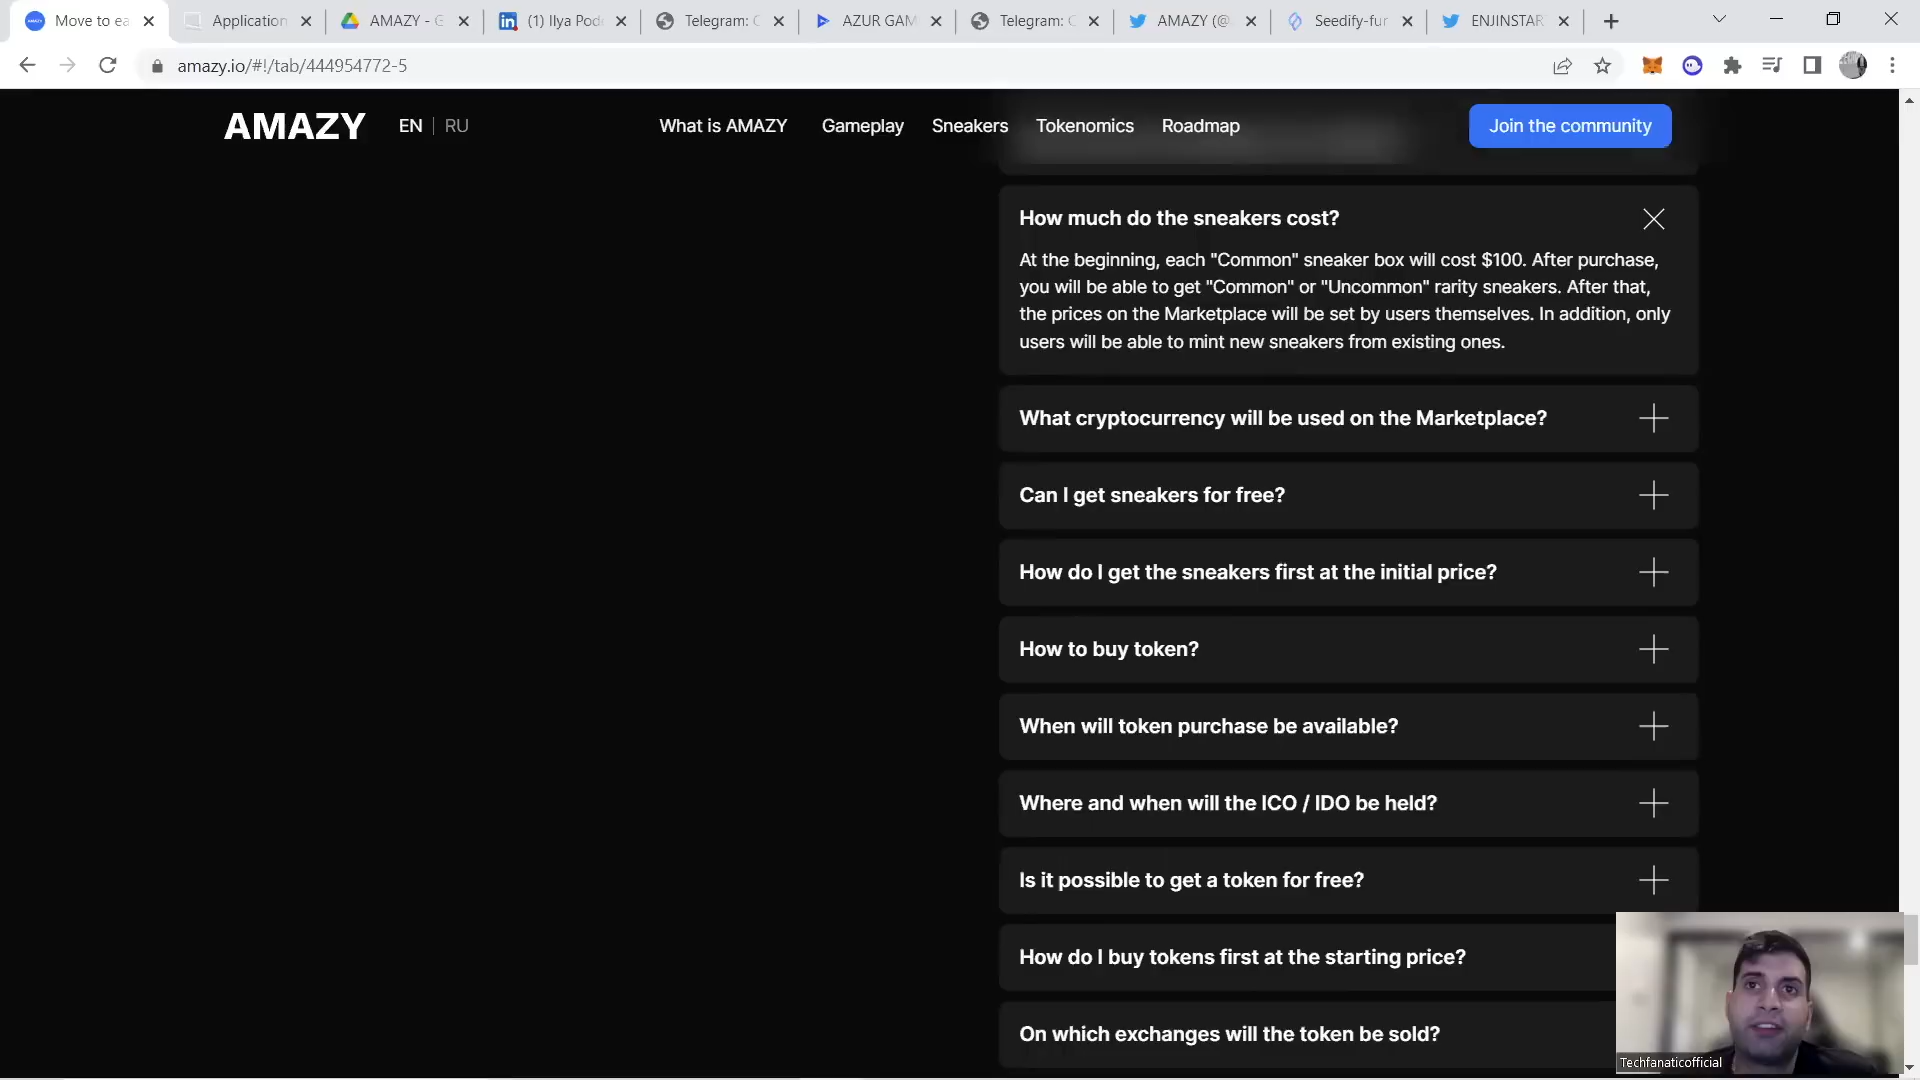 Move to ea
Application
AMAZY - G
(1) Ilya Pod
Telegram: C
AZUR GAM
Telegram: C
AMAZY (@
Seedify-fun
ENJINSTAR
amazy.io/#!/tab/444954772-5
AMAZY
EN
RU
What is AMAZY
Gameplay
Sneakers
Tokenomics
Roadmap
Join the community
How much do the sneakers cost?
At the beginning, each "Common" sneaker box will cost $100. After purchase,
you will be able to get "Common" or "Uncommon" rarity sneakers. After that,
the prices on the Marketplace will be set by users themselves. In addition, only
users will be able to mint new sneakers from existing ones.
What cryptocurrency will be used on the Marketplace?
Can I get sneakers for free?
How do I get the sneakers first at the initial price?
How to buy token?
When will token purchase be available?
Where and when will the ICO / IDO be held?
Is it possible to get a token for free?
How do I buy tokens first at the starting price?
On which exchanges will the token be sold?
Techfanaticofficial